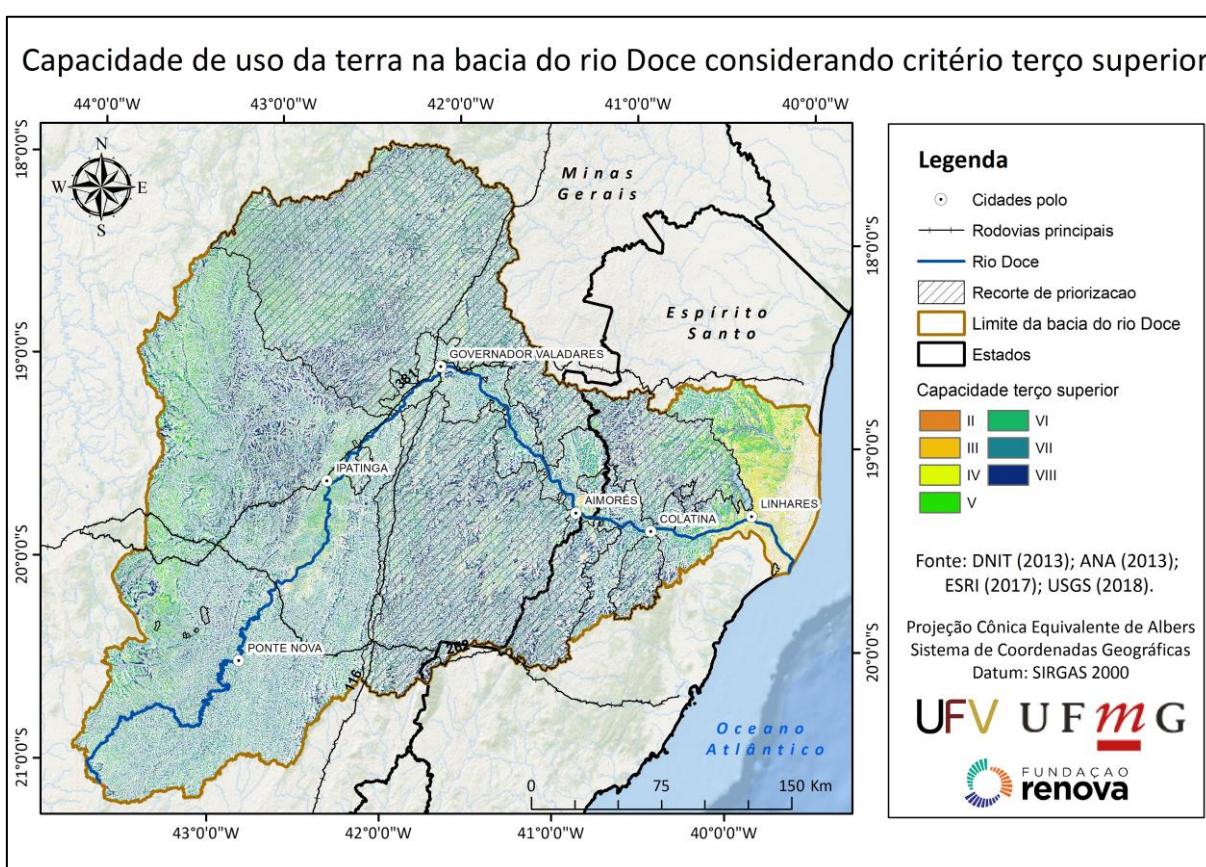 Capacidade de uso da terra na bacia do rio Doce considerando critério terço superior
44°0'0"W 43°0'0"W 42°0'0"W 41°0'0"W 40°0'0"W
18°0'0"S
19°0'0"S
20°0'0"S
21°0'0"S
N
W E
S
Minas
Gerais
Espírito
Santo
GOVERNADOR VALADARES
381
IPATINGA
AIMORÉS
COLATINA
LINHARES
PONTE NOVA
116
262
Oceano
Atlântico
0 75 150 Km
18°0'0"S
19°0'0"S
20°0'0"S
43°0'0"W 42°0'0"W 41°0'0"W 40°0'0"W
Legenda
Cidades polo
Rodovias principais
Rio Doce
Recorte de priorizacao
Limite da bacia do rio Doce
Estados
Capacidade terço superior
II VI
III VII
IV VIII
V
Fonte: DNIT (2013); ANA (2013);
ESRI (2017); USGS (2018).
Projeção Cônica Equivalente de Albers
Sistema de Coordenadas Geográficas
Datum: SIRGAS 2000
UFV UFmG
FUNDAÇÃO
renova